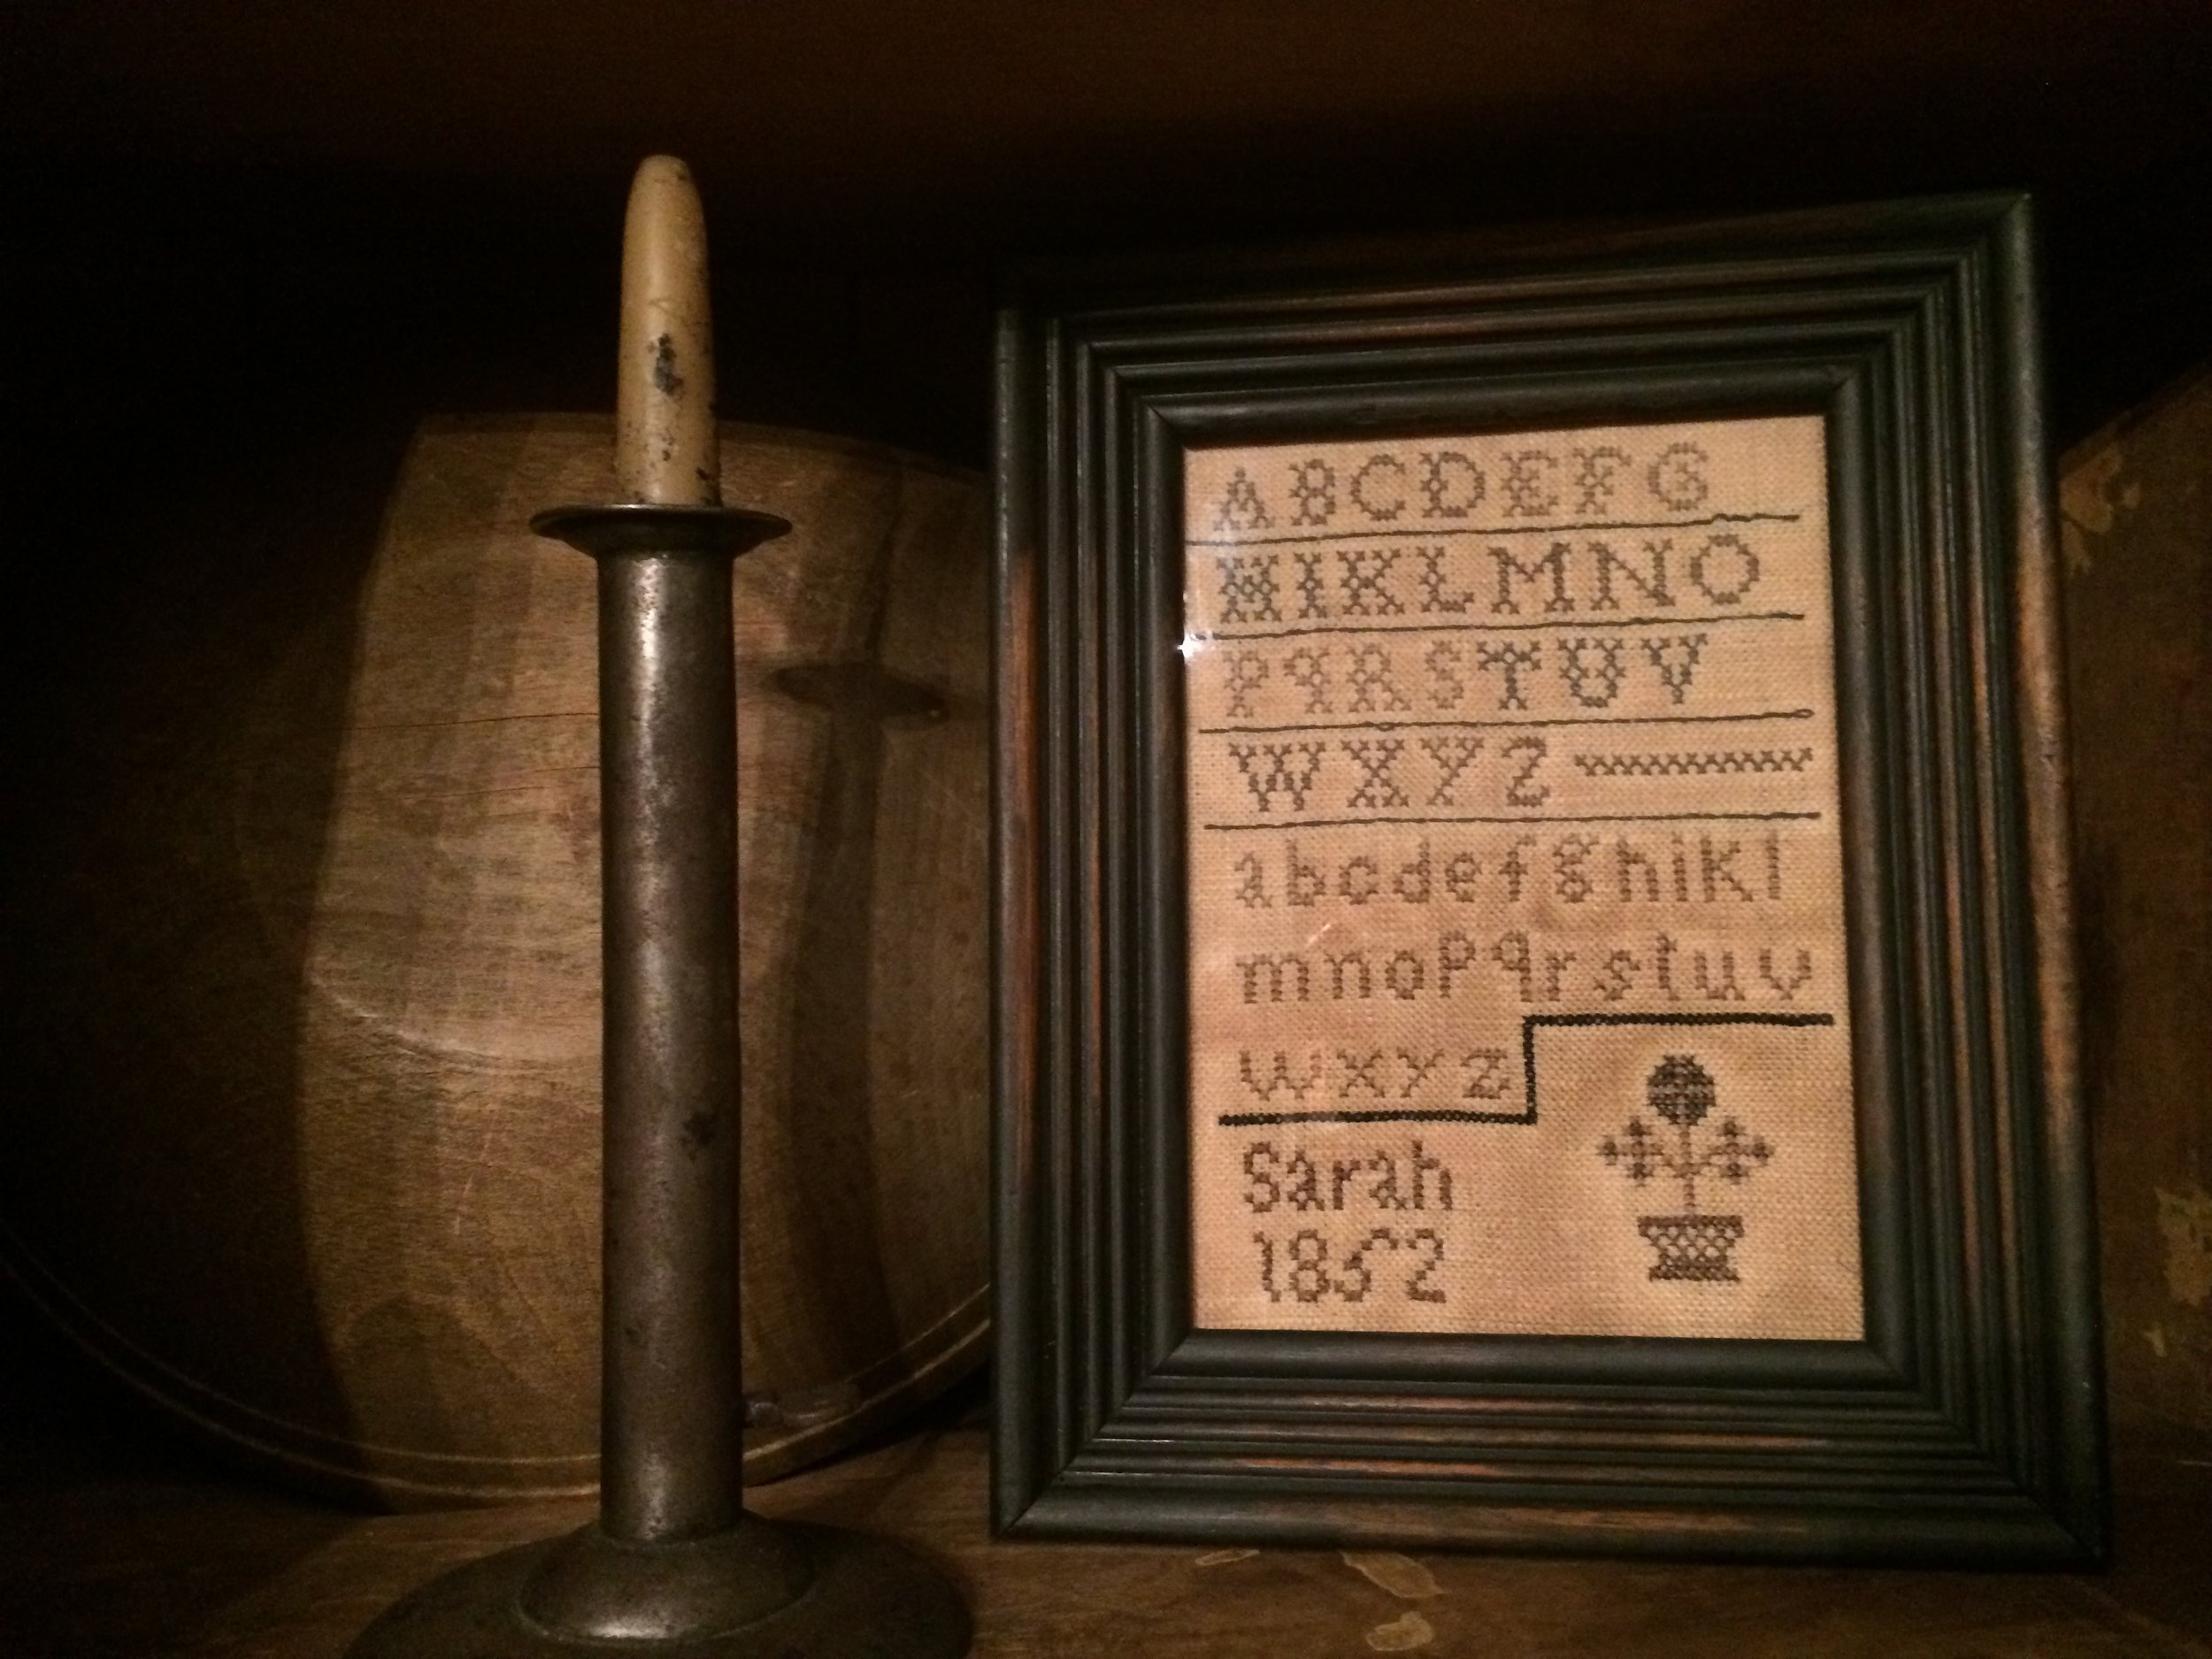 ABCDEFG
HIKLMNO
PqRSTUV
WXYZ
abcdefghikl
mnopqrstuv
wxyz
Sarah
1852